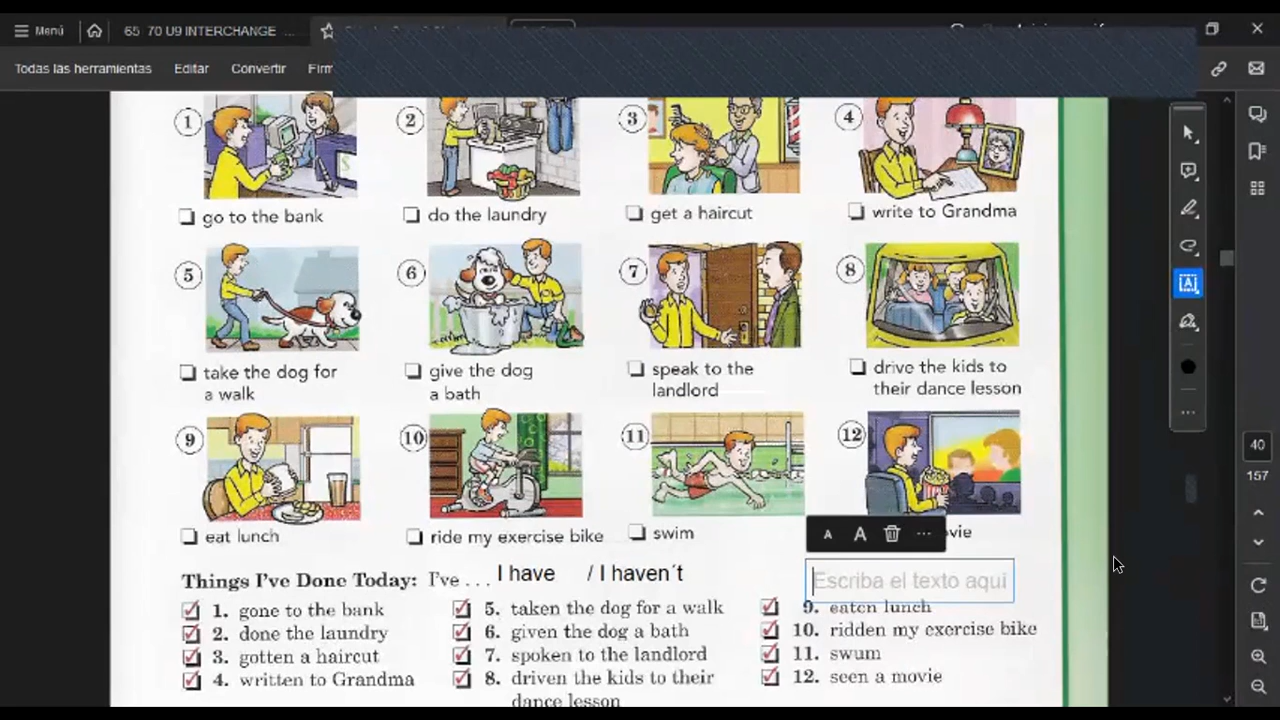 Menú
65_70 U9 INTERCHANGE ...
Todas las herramientas Editar Convertir Firm
1 2 3 4
go to the bank do the laundry get a haircut write to Grandma
5 6 7 8
take the dog for give the dog speak to the drive the kids to
a walk a bath landlord their dance lesson
9 10 11 12
eat lunch ride my exercise bike swim vie
A A ...
Things I've Done Today: I've . . . I have / I haven´t Escriba el texto aquí
1. gone to the bank 5. taken the dog for a walk 9. eaten lunch
2. done the laundry 6. given the dog a bath 10. ridden my exercise bike
3. gotten a haircut 7. spoken to the landlord 11. swum
4. written to Grandma 8. driven the kids to their 12. seen a movie
dance lesson
40
157